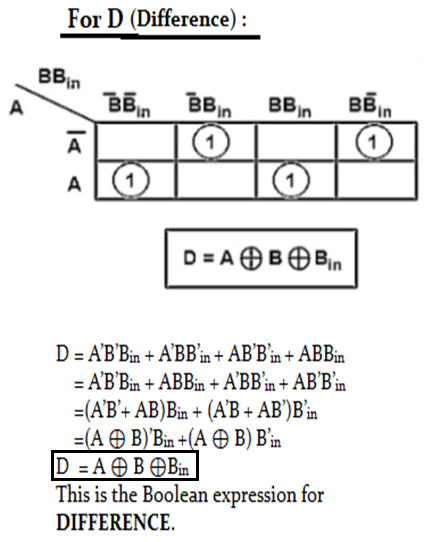 For D (Difference) :
BBin
A
B̅B̅in B̅Bin BBin BB̅in
A̅ 1 1
A 1 1
D = A ⊕ B ⊕ Bin
D = A'B'Bin + A'BB'in + AB'B'in + ABBin
= A'B'Bin + ABBin + A'BB'in + AB'B'in
=(A'B'+ AB)Bin + (A'B + AB')B'in
=(A ⊕ B)'Bin +(A ⊕ B) B'in
D = A ⊕ B ⊕Bin
This is the Boolean expression for
DIFFERENCE.